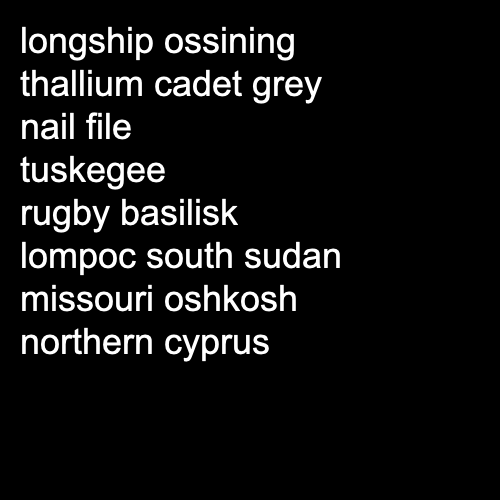 longship ossining
thallium cadet grey
nail file
tuskegee
rugby basilisk
lompoc south sudan
missouri oshkosh
northern cyprus